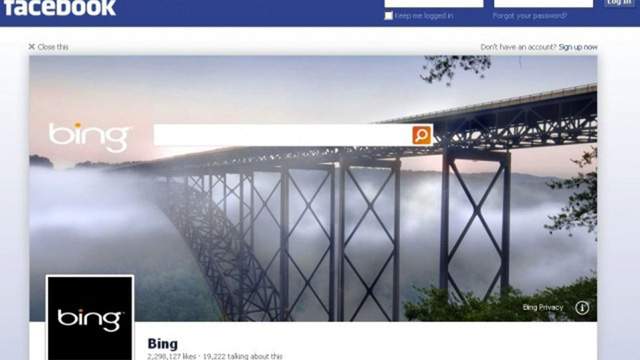 facebook
Keep me logged in
Forgot your password?
Log In
Close this
Don't have an account? Sign up now
bing
Bing Privacy
bing
Bing
2,298,127 likes · 19,222 talking about this